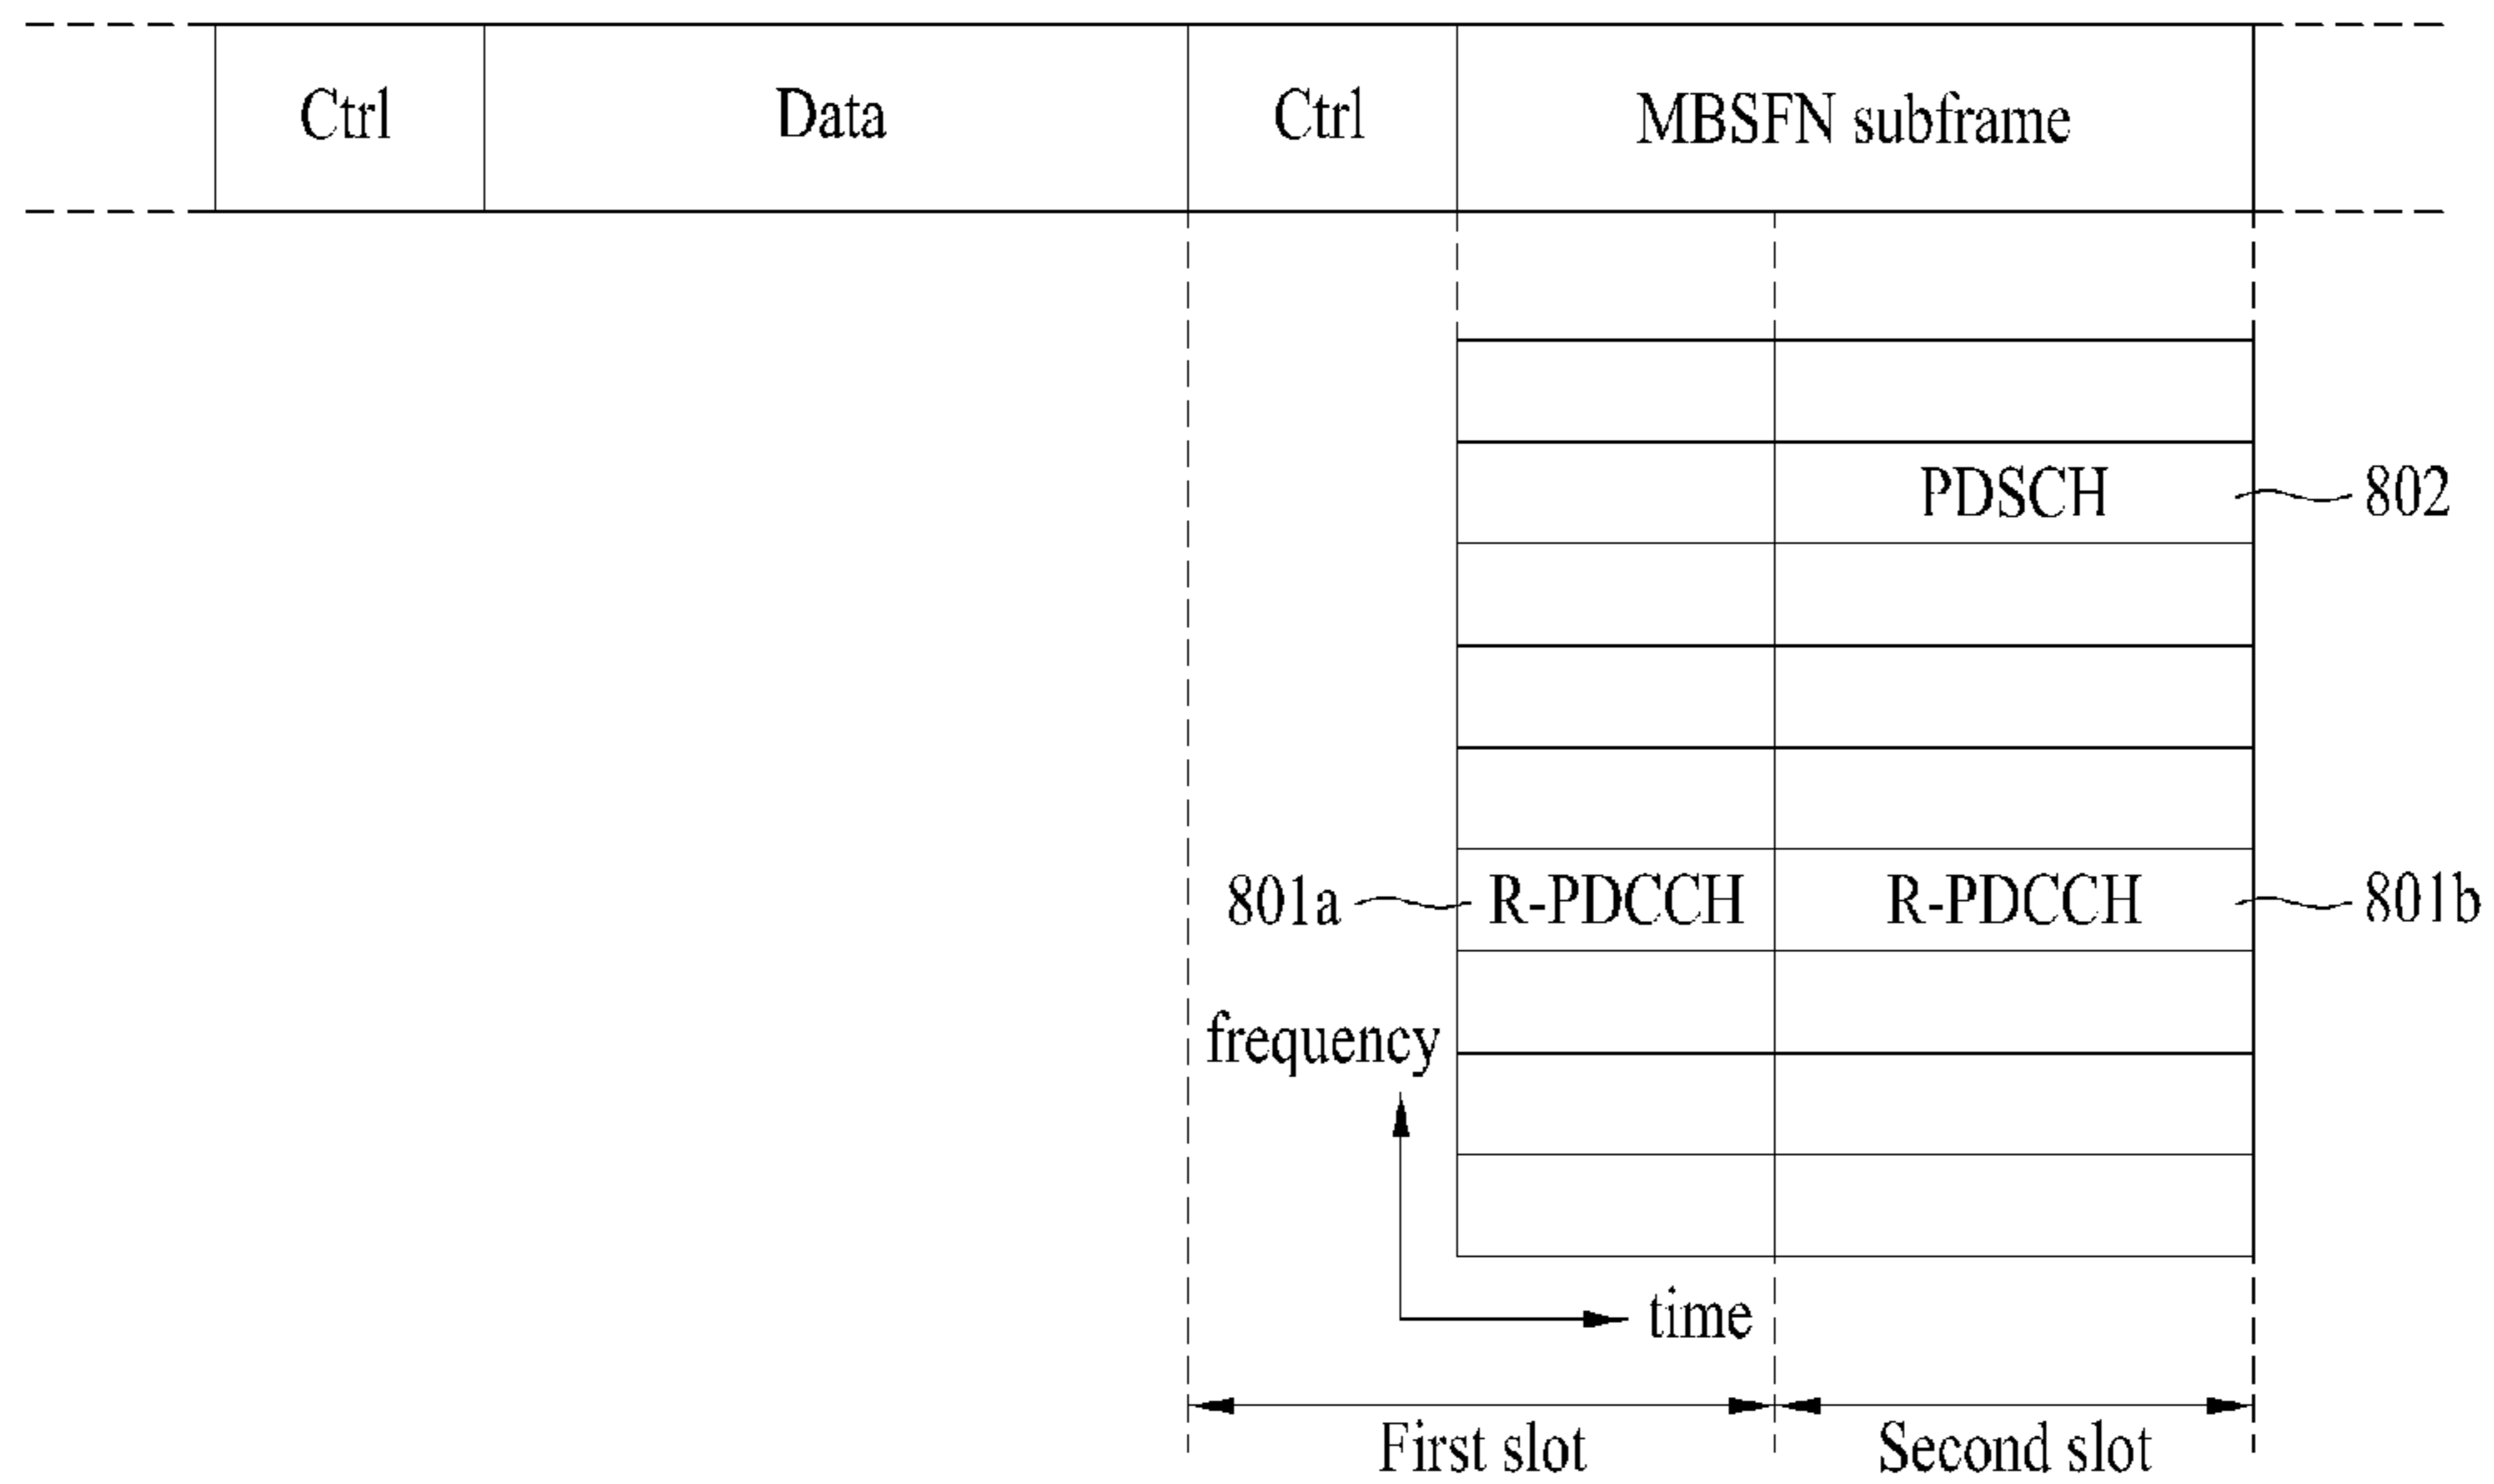 Ctrl Data Ctrl MBSFN subframe
PDSCH 802
801a R-PDCCH R-PDCCH 801b
frequency
time
First slot Second slot